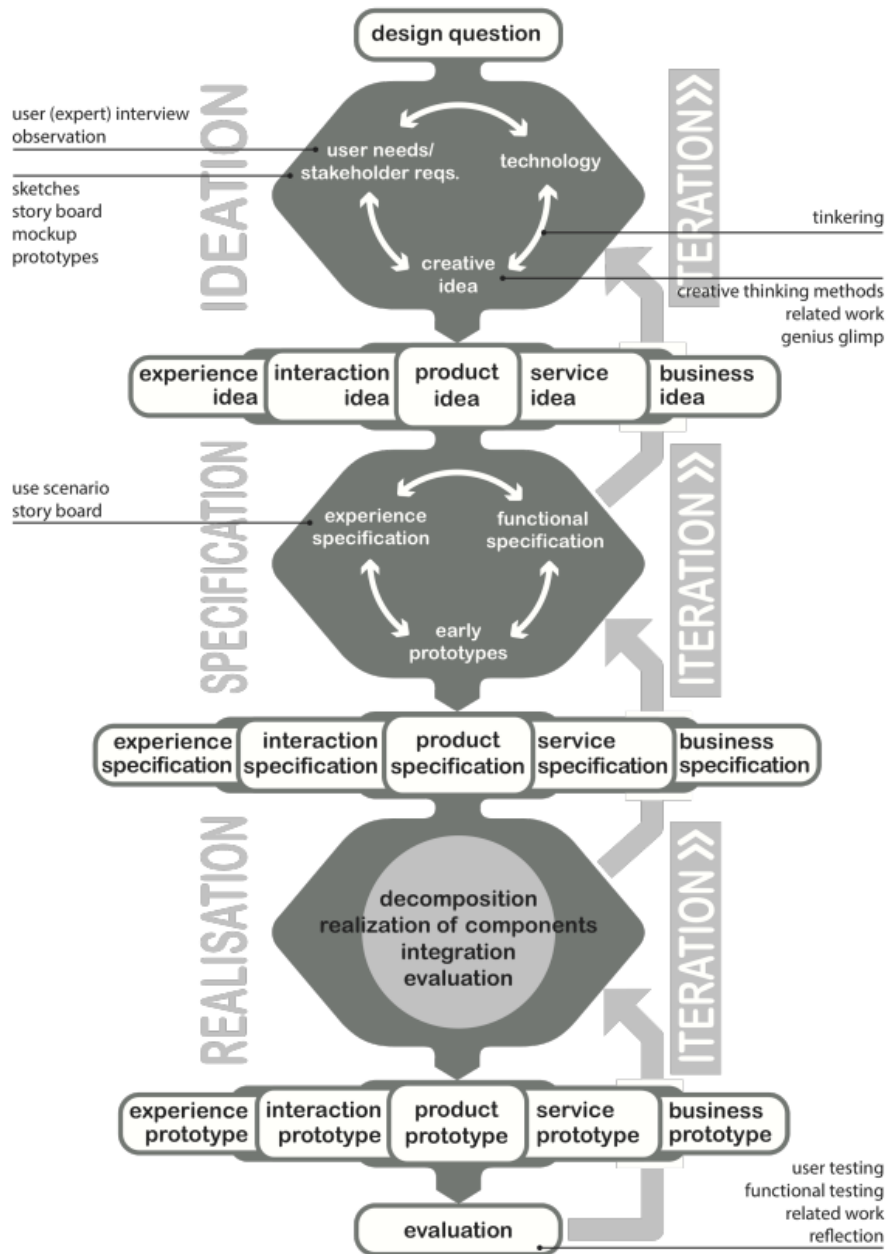 design question
IDEATION
ITERATION >>
user (expert) interview
observation
sketches
story board
mockup
prototypes
user needs/
stakeholder reqs.
technology
creative
idea
tinkering
creative thinking methods
related work
genius glimp
experience
idea
interaction
idea
product
idea
service
idea
business
idea
SPECIFICATION
ITERATION >>
use scenario
story board
experience
specification
functional
specification
early
prototypes
experience
specification
interaction
specification
product
specification
service
specification
business
specification
REALISATION
ITERATION >>
decomposition
realization of components
integration
evaluation
experience
prototype
interaction
prototype
product
prototype
service
prototype
business
prototype
evaluation
user testing
functional testing
related work
reflection